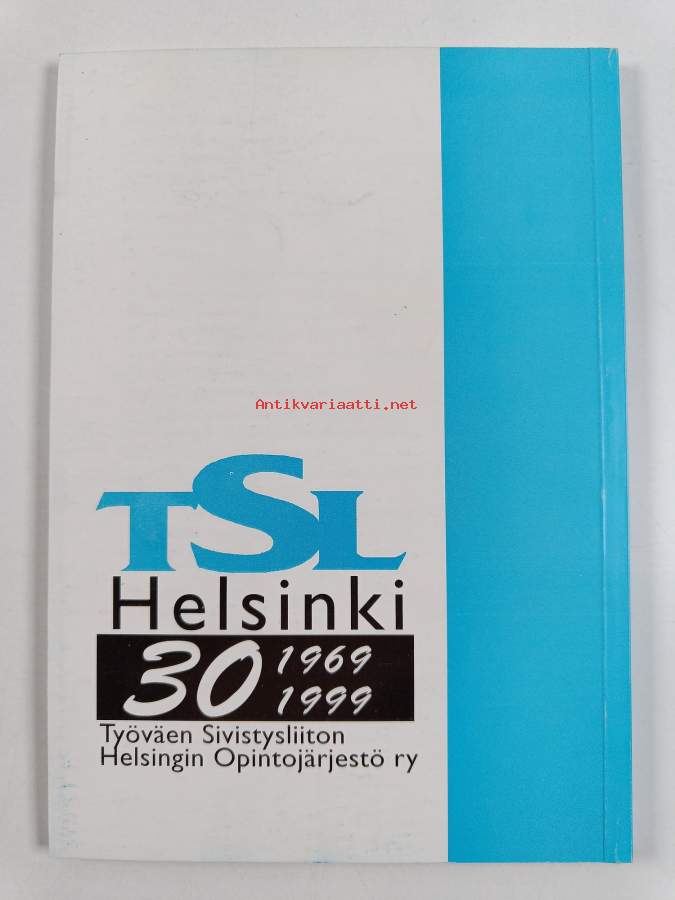 Antikvariaatti.net
TSL
Helsinki
30 1969
1999
Työväen Sivistysliiton
Helsingin Opintojärjestö ry